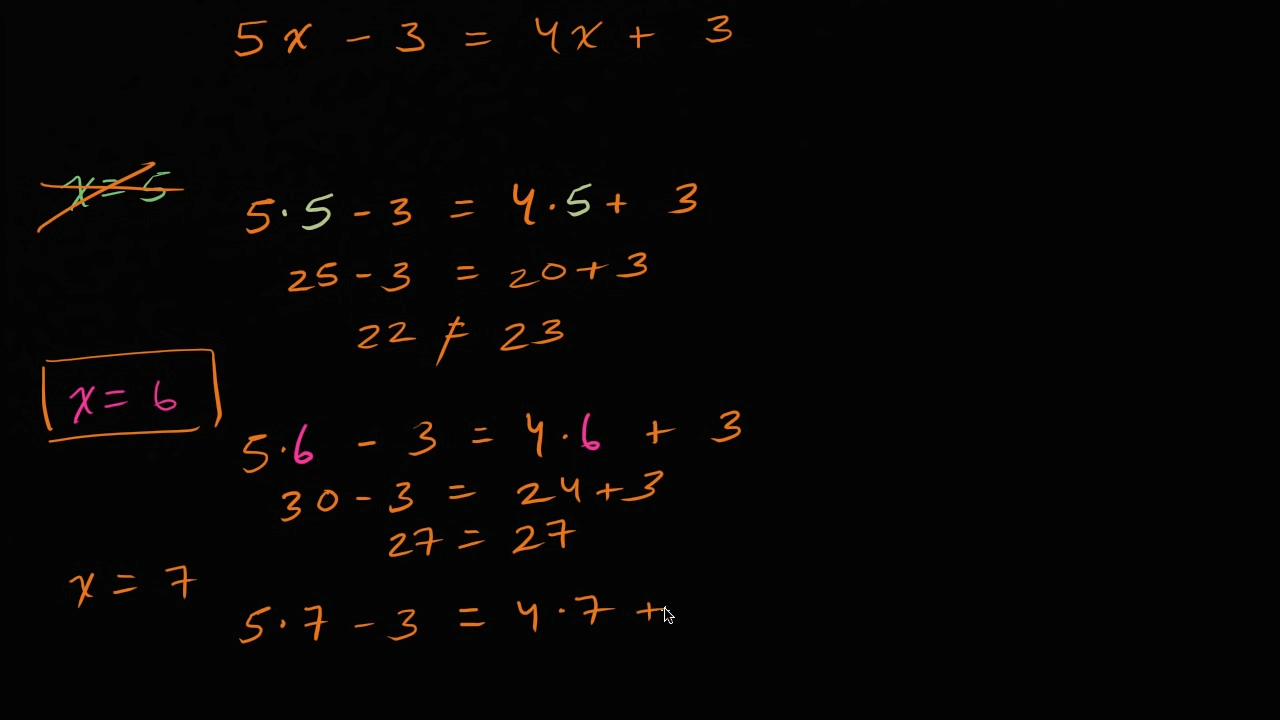 5x - 3 = 4x + 3
x = 5
5·5 - 3 = 4·5 + 3
25 - 3 = 20 + 3
22 ≠ 23
x = 6
5·6 - 3 = 4·6 + 3
30 - 3 = 24 + 3
27 = 27
x = 7
5·7 - 3 = 4·7 +